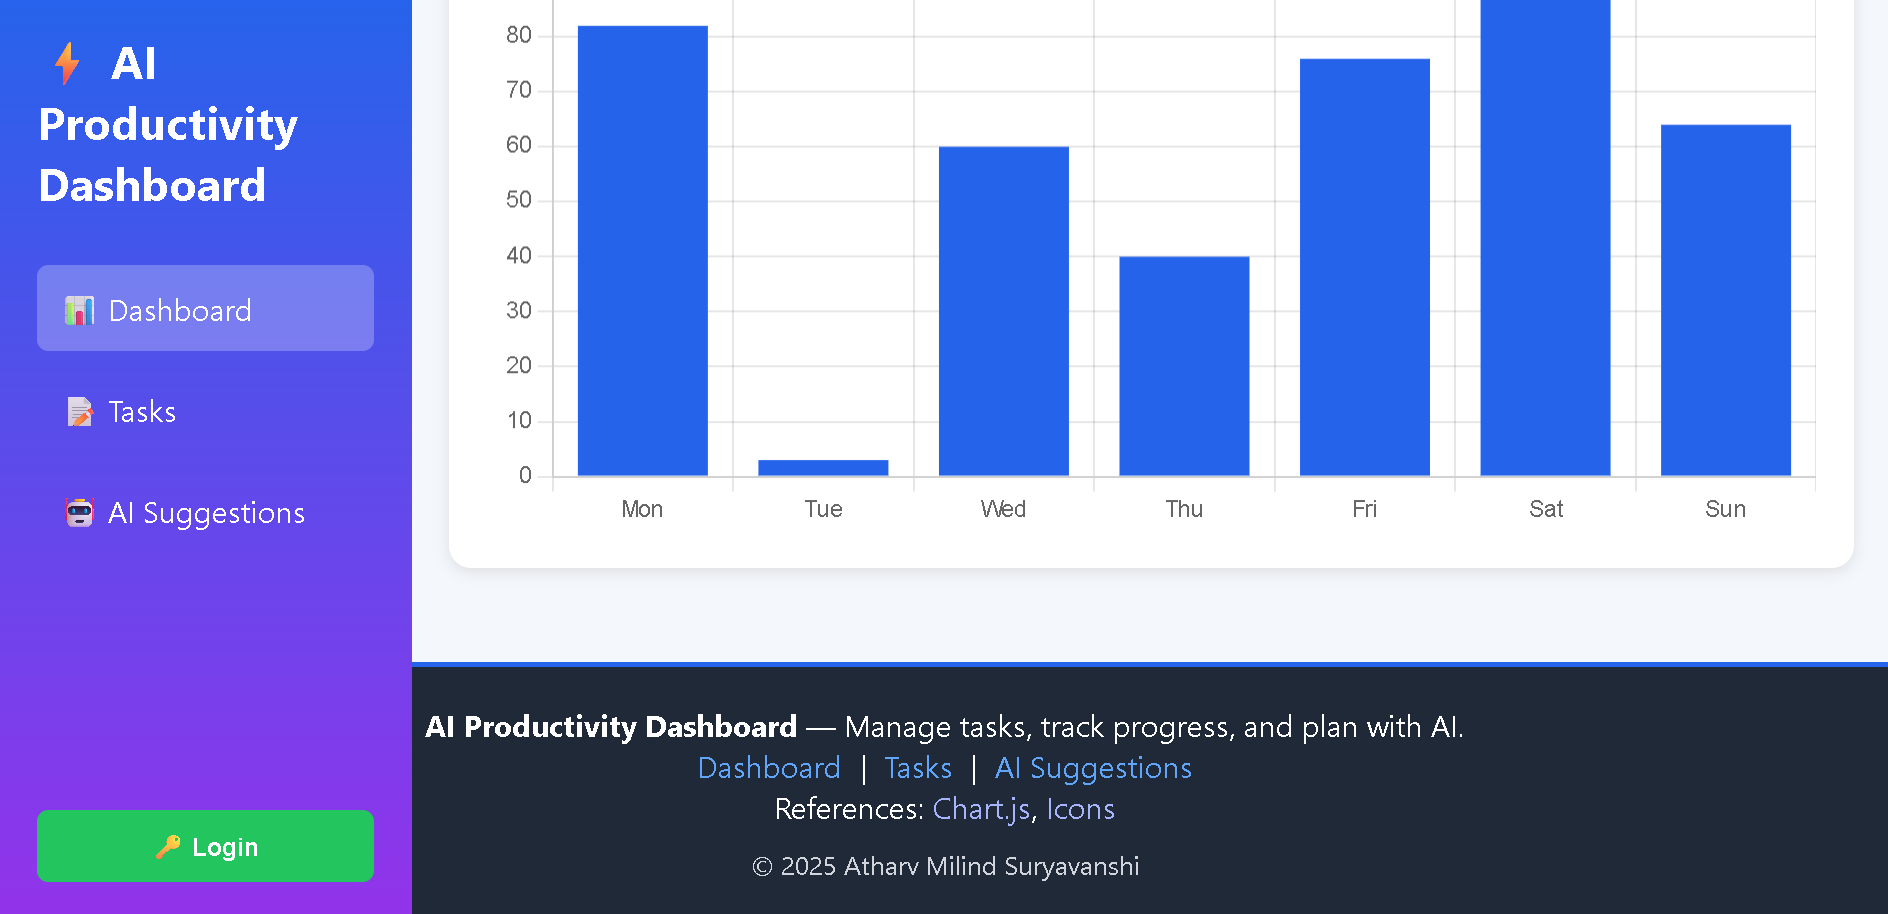 AI
Productivity
Dashboard
Dashboard
Tasks
AI Suggestions
Login
80
70
60
50
40
30
20
10
0
Mon Tue Wed Thu Fri Sat Sun
AI Productivity Dashboard — Manage tasks, track progress, and plan with AI.
Dashboard | Tasks | AI Suggestions
References: Chart.js, Icons
© 2025 Atharv Milind Suryavanshi